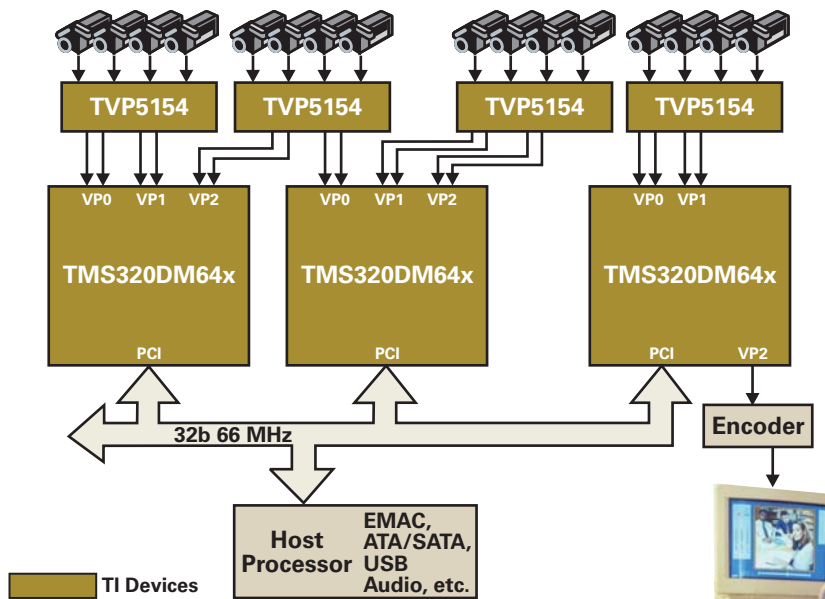 TVP5154 TVP5154 TVP5154 TVP5154
VP0 VP1 VP2 VP0 VP1 VP2 VP0 VP1
TMS320DM64x TMS320DM64x TMS320DM64x
PCI PCI PCI VP2
32b 66 MHz
Encoder
Host
Processor
EMAC,
ATA/SATA,
USB
Audio, etc.
TI Devices